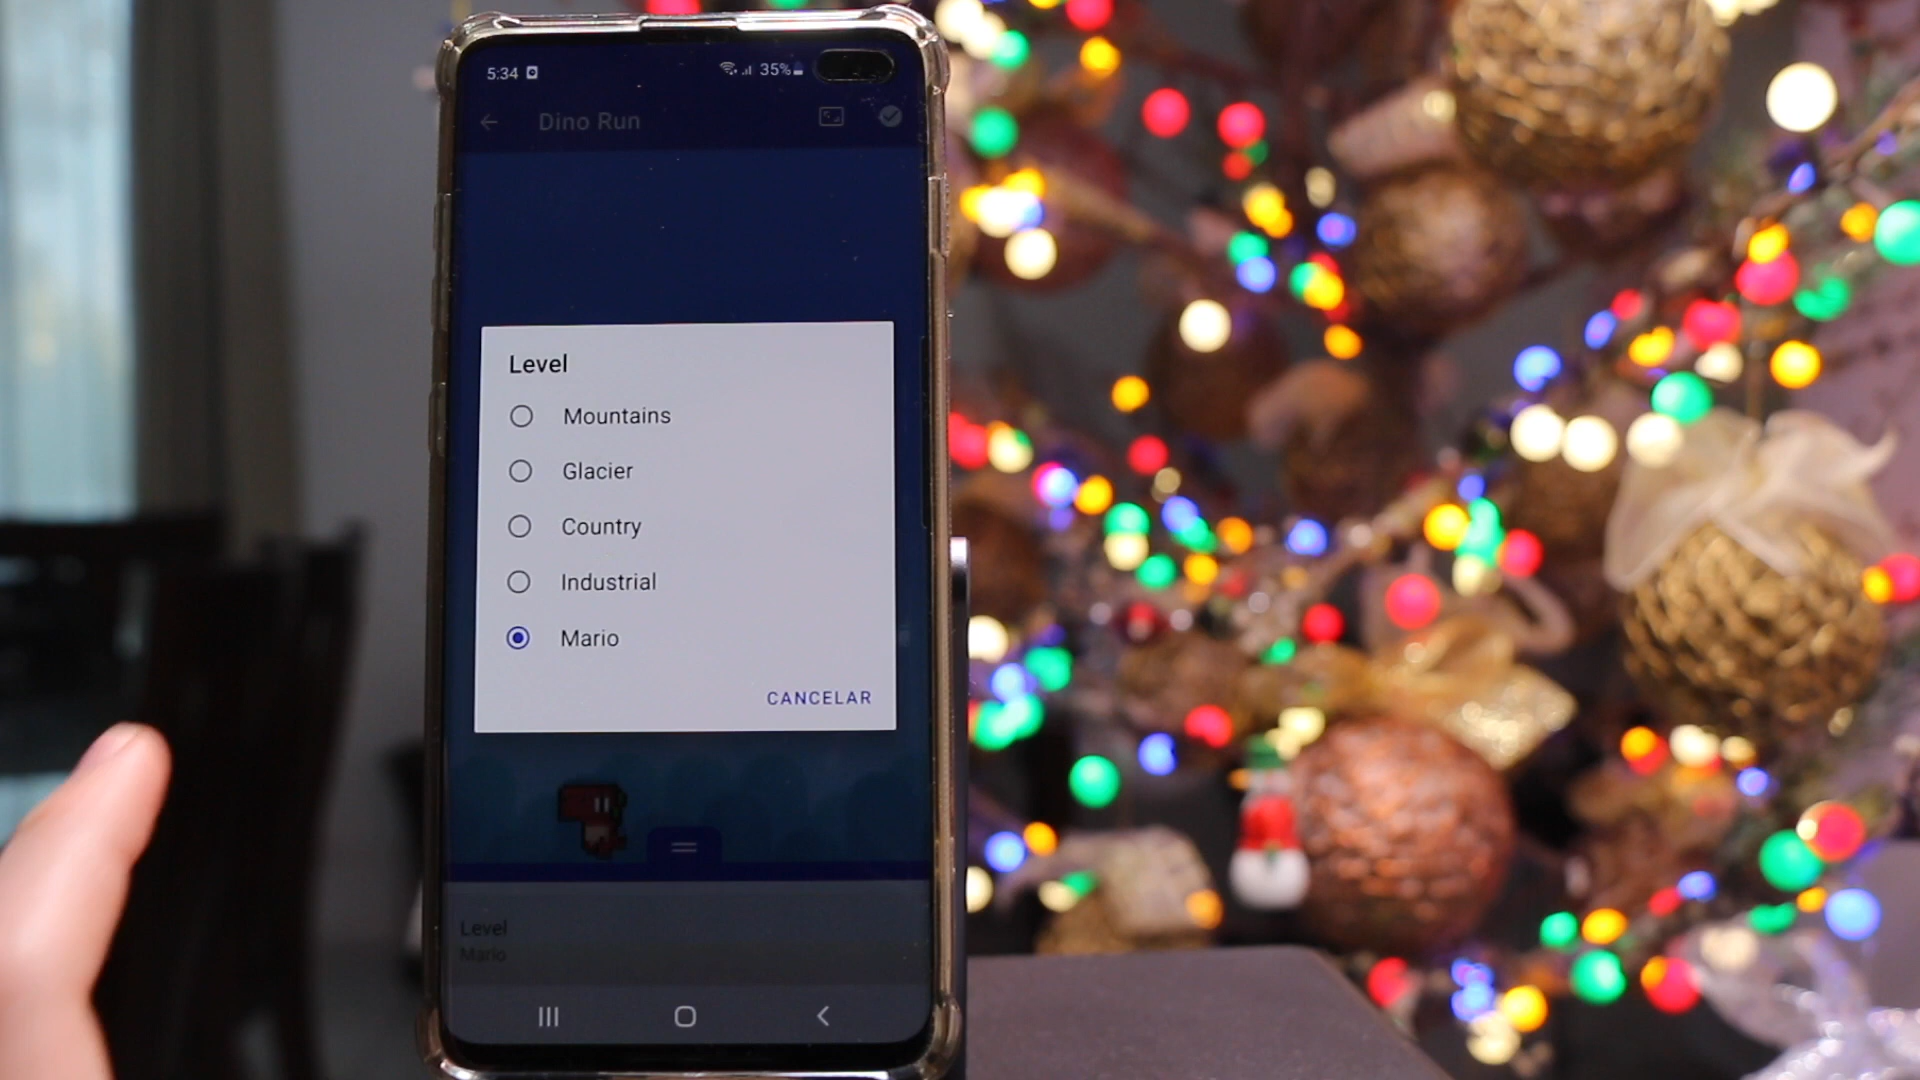 5:34 35%
Dino Run
Level
Mountains
Glacier
Country
Industrial
Mario
CANCELAR
Level
Mario